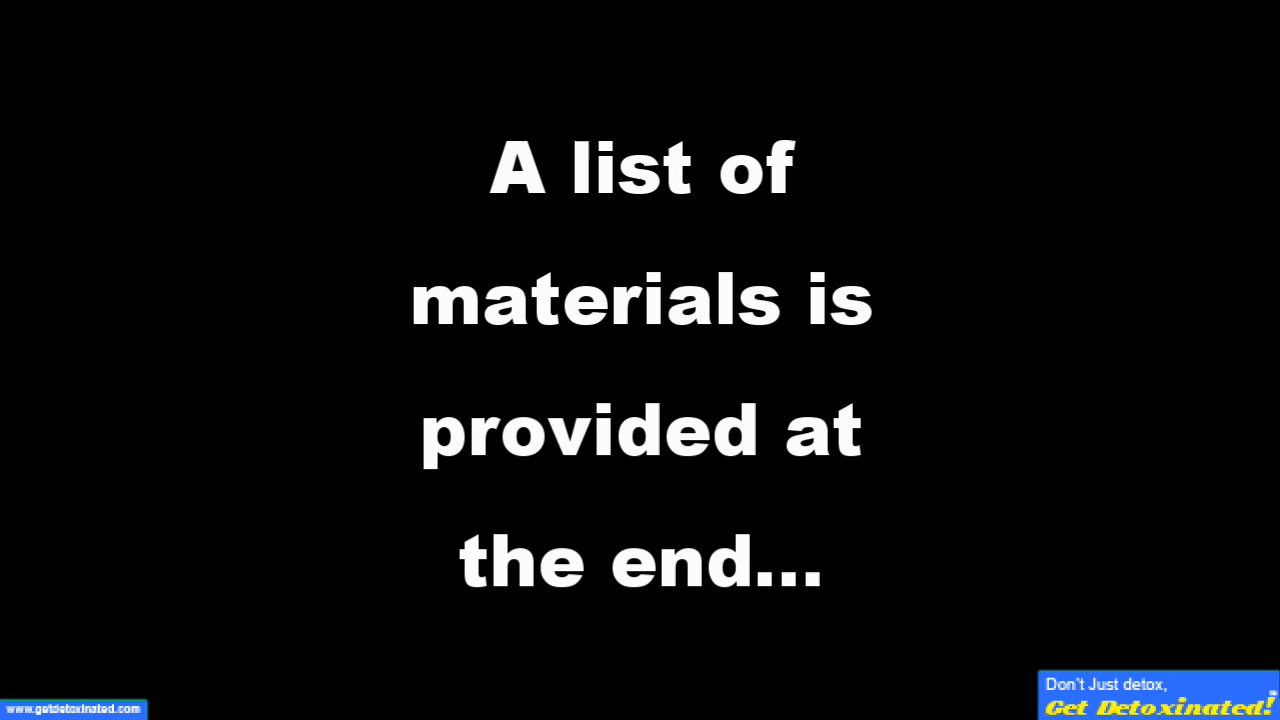 A list of
materials is
provided at
the end...
www.getdetoxinated.com
Don't Just detox,
Get Detoxinated!